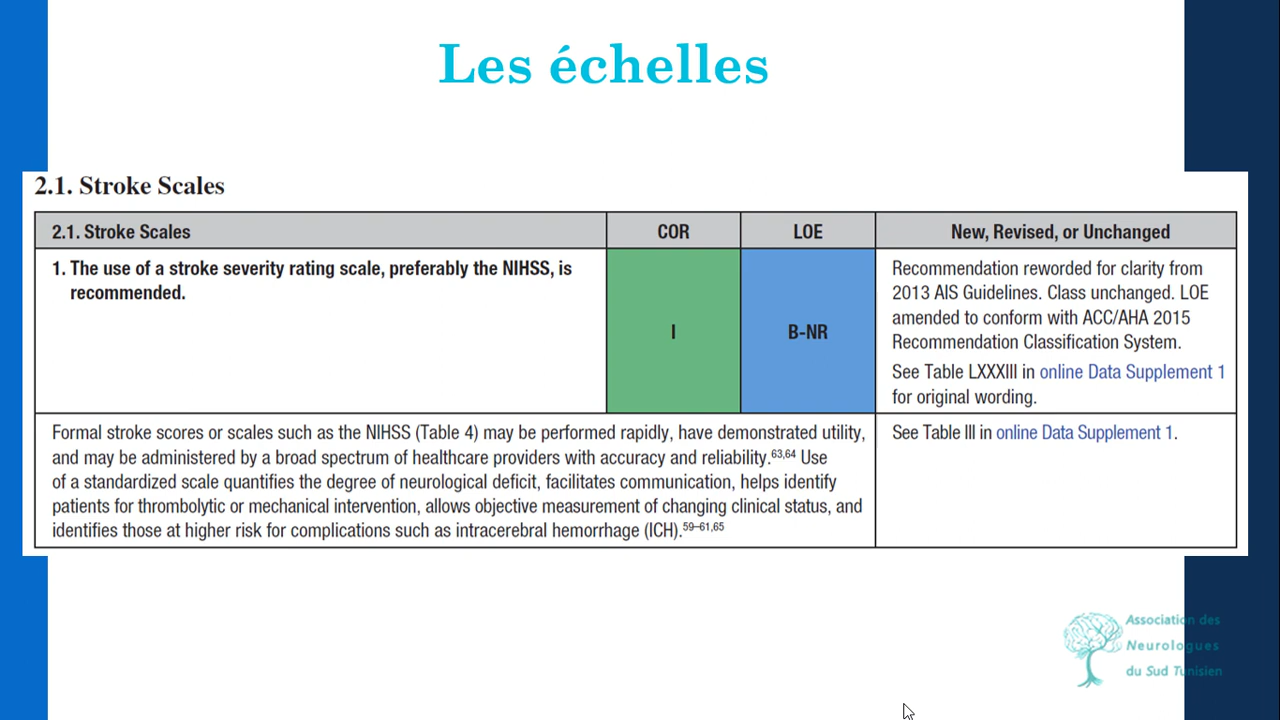 Les échelles
2.1. Stroke Scales
2.1. Stroke Scales COR LOE New, Revised, or Unchanged
1. The use of a stroke severity rating scale, preferably the NIHSS, is
recommended.
I
B-NR
Recommendation reworded for clarity from
2013 AIS Guidelines. Class unchanged. LOE
amended to conform with ACC/AHA 2015
Recommendation Classification System.
See Table LXXXIII in online Data Supplement 1
for original wording.
Formal stroke scores or scales such as the NIHSS (Table 4) may be performed rapidly, have demonstrated utility,
and may be administered by a broad spectrum of healthcare providers with accuracy and reliability.63,64 Use
of a standardized scale quantifies the degree of neurological deficit, facilitates communication, helps identify
patients for thrombolytic or mechanical intervention, allows objective measurement of changing clinical status, and
identifies those at higher risk for complications such as intracerebral hemorrhage (ICH).59–61,65
See Table III in online Data Supplement 1.
Association des
Neurologues
du Sud Tunisien